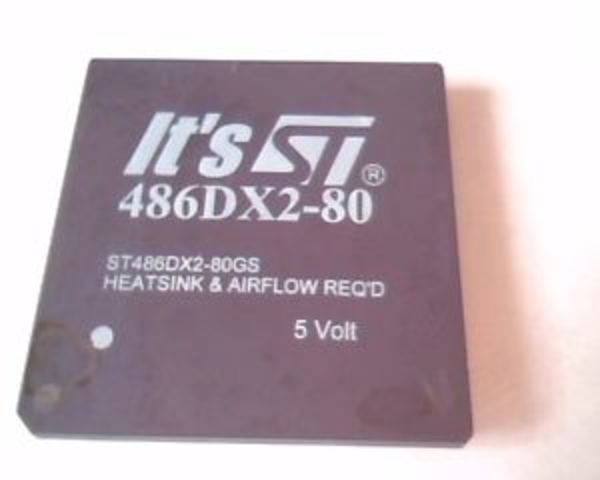 It's ST®
486DX2-80
ST486DX2-80GS
HEATSINK & AIRFLOW REQ'D
5 Volt